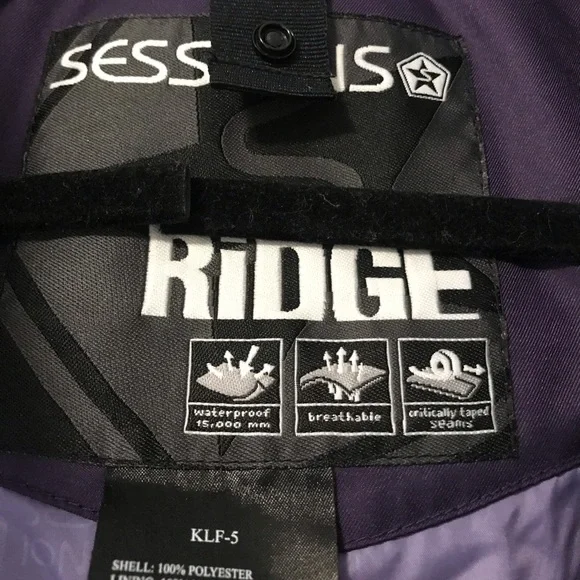 RiDGE
waterproof
15,000 mm
breathable
critically taped
seams
KLF-5
SHELL: 100% POLYESTER